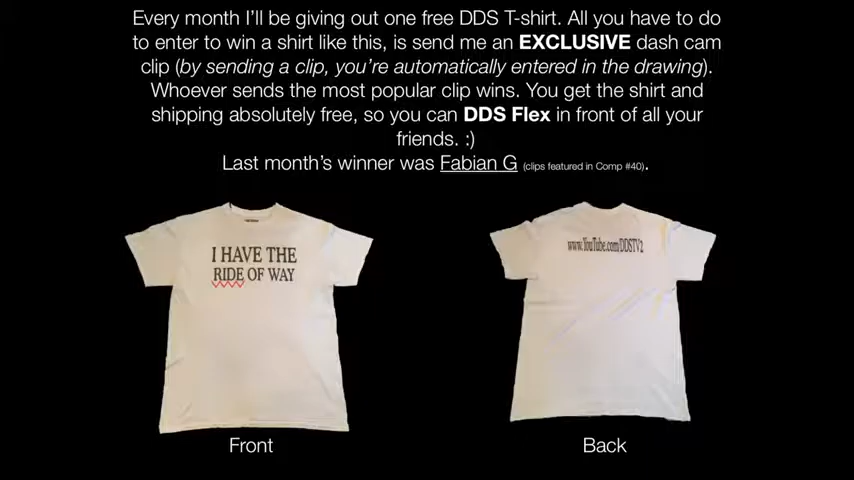 Every month I'll be giving out one free DDS T-shirt. All you have to do
to enter to win a shirt like this, is send me an EXCLUSIVE dash cam
clip (by sending a clip, you're automatically entered in the drawing).
Whoever sends the most popular clip wins. You get the shirt and
shipping absolutely free, so you can DDS Flex in front of all your
friends. :)
Last month's winner was Fabian G (clips featured in Comp #40).
I HAVE THE
RIDE OF WAY
www.YouTube.com/DDSTV2
Front
Back